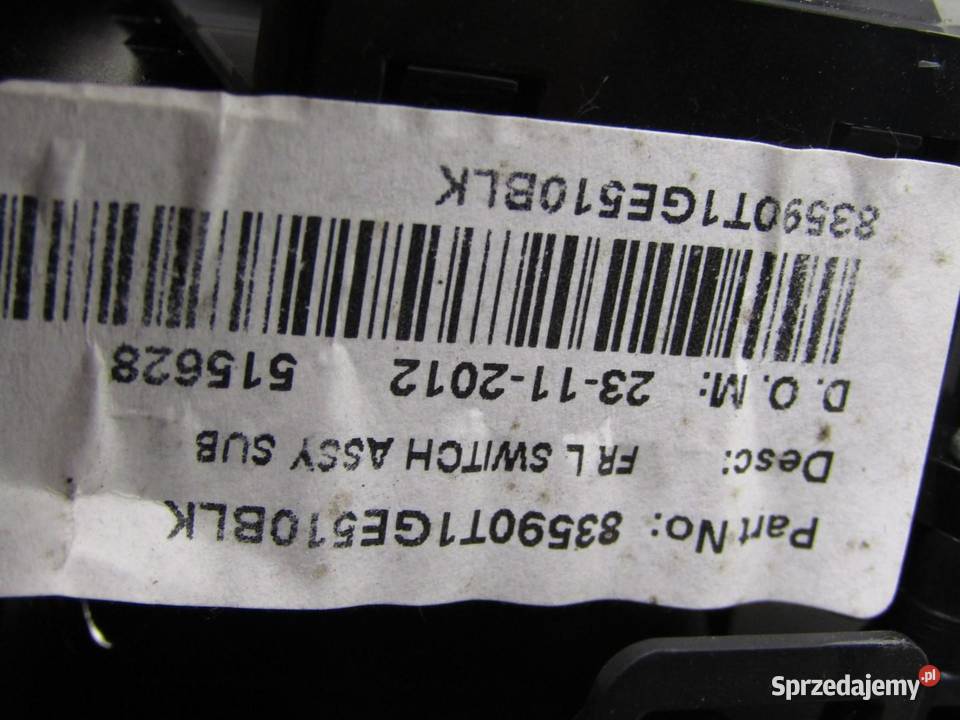 Part No: 83590T1GE510BLK
Desc: FR L SWITCH ASSY SUB
D. O. M: 23-11-2012 515628
83590T1GE510BLK
Sprzedajemy.pl